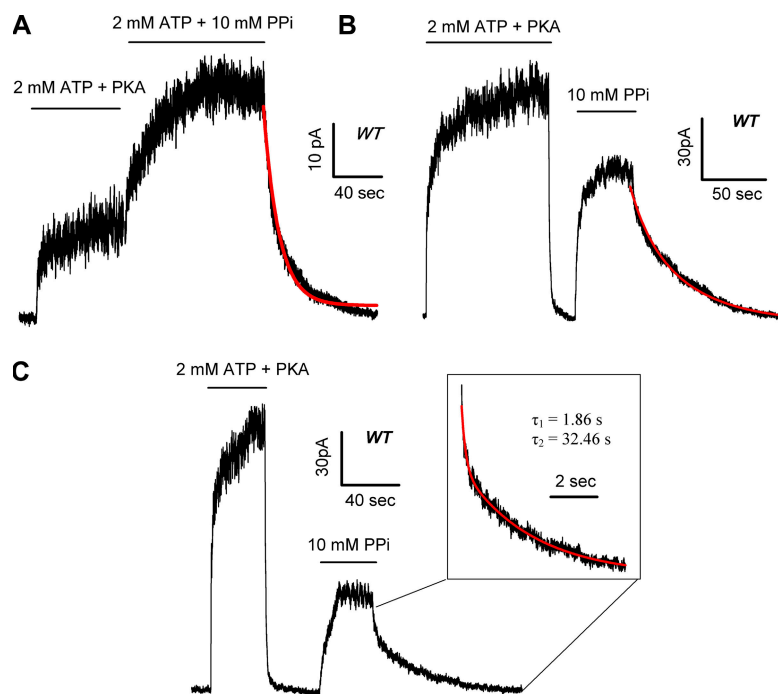 A
2 mM ATP + 10 mM PPi
2 mM ATP + PKA
WT
10 pA
40 sec
B
2 mM ATP + PKA
10 mM PPi
WT
30pA
50 sec
C
2 mM ATP + PKA
WT
30pA
40 sec
10 mM PPi
τ1 = 1.86 s
τ2 = 32.46 s
2 sec